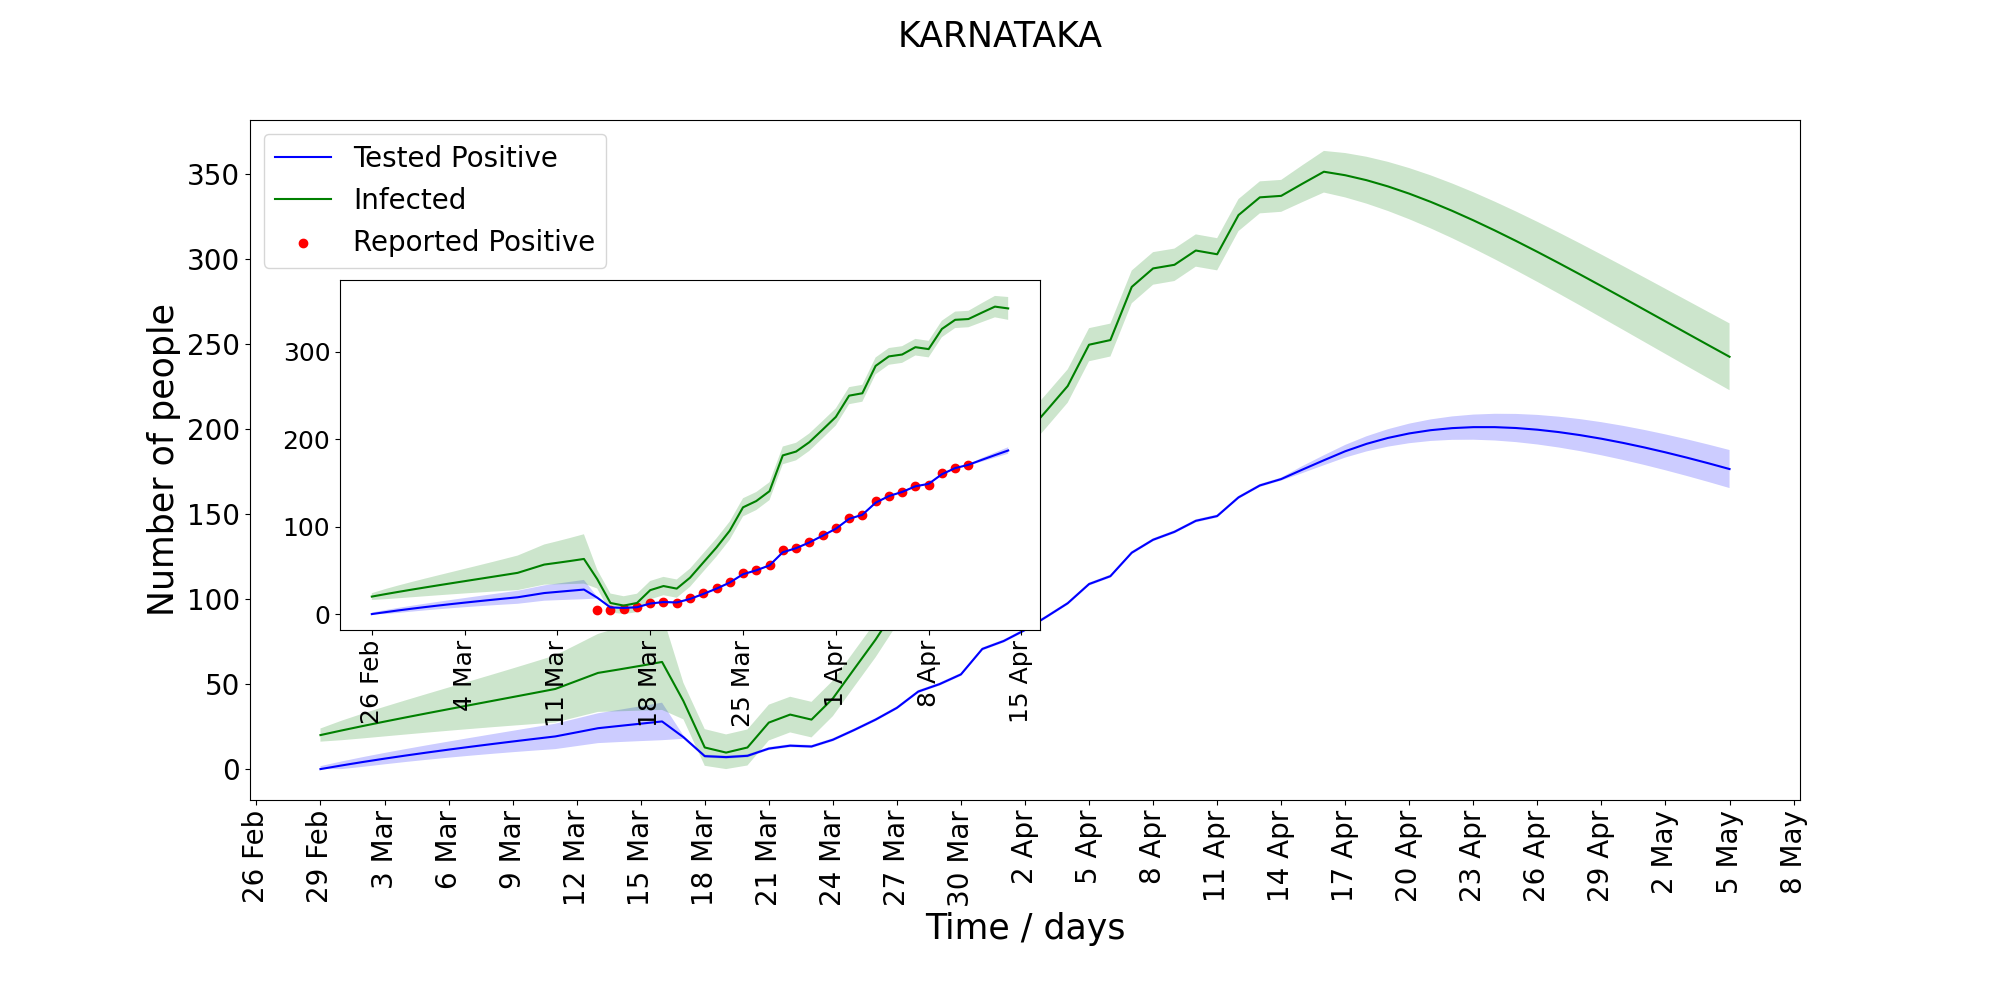 KARNATAKA
Tested Positive
Infected
Reported Positive
Number of people
350
300
250
200
150
100
50
0
300
200
100
0
26 Feb
4 Mar
11 Mar
18 Mar
25 Mar
1 Apr
8 Apr
15 Apr
26 Feb
29 Feb
3 Mar
6 Mar
9 Mar
12 Mar
15 Mar
18 Mar
21 Mar
24 Mar
27 Mar
30 Mar
2 Apr
5 Apr
8 Apr
11 Apr
14 Apr
17 Apr
20 Apr
23 Apr
26 Apr
29 Apr
2 May
5 May
8 May
Time / days